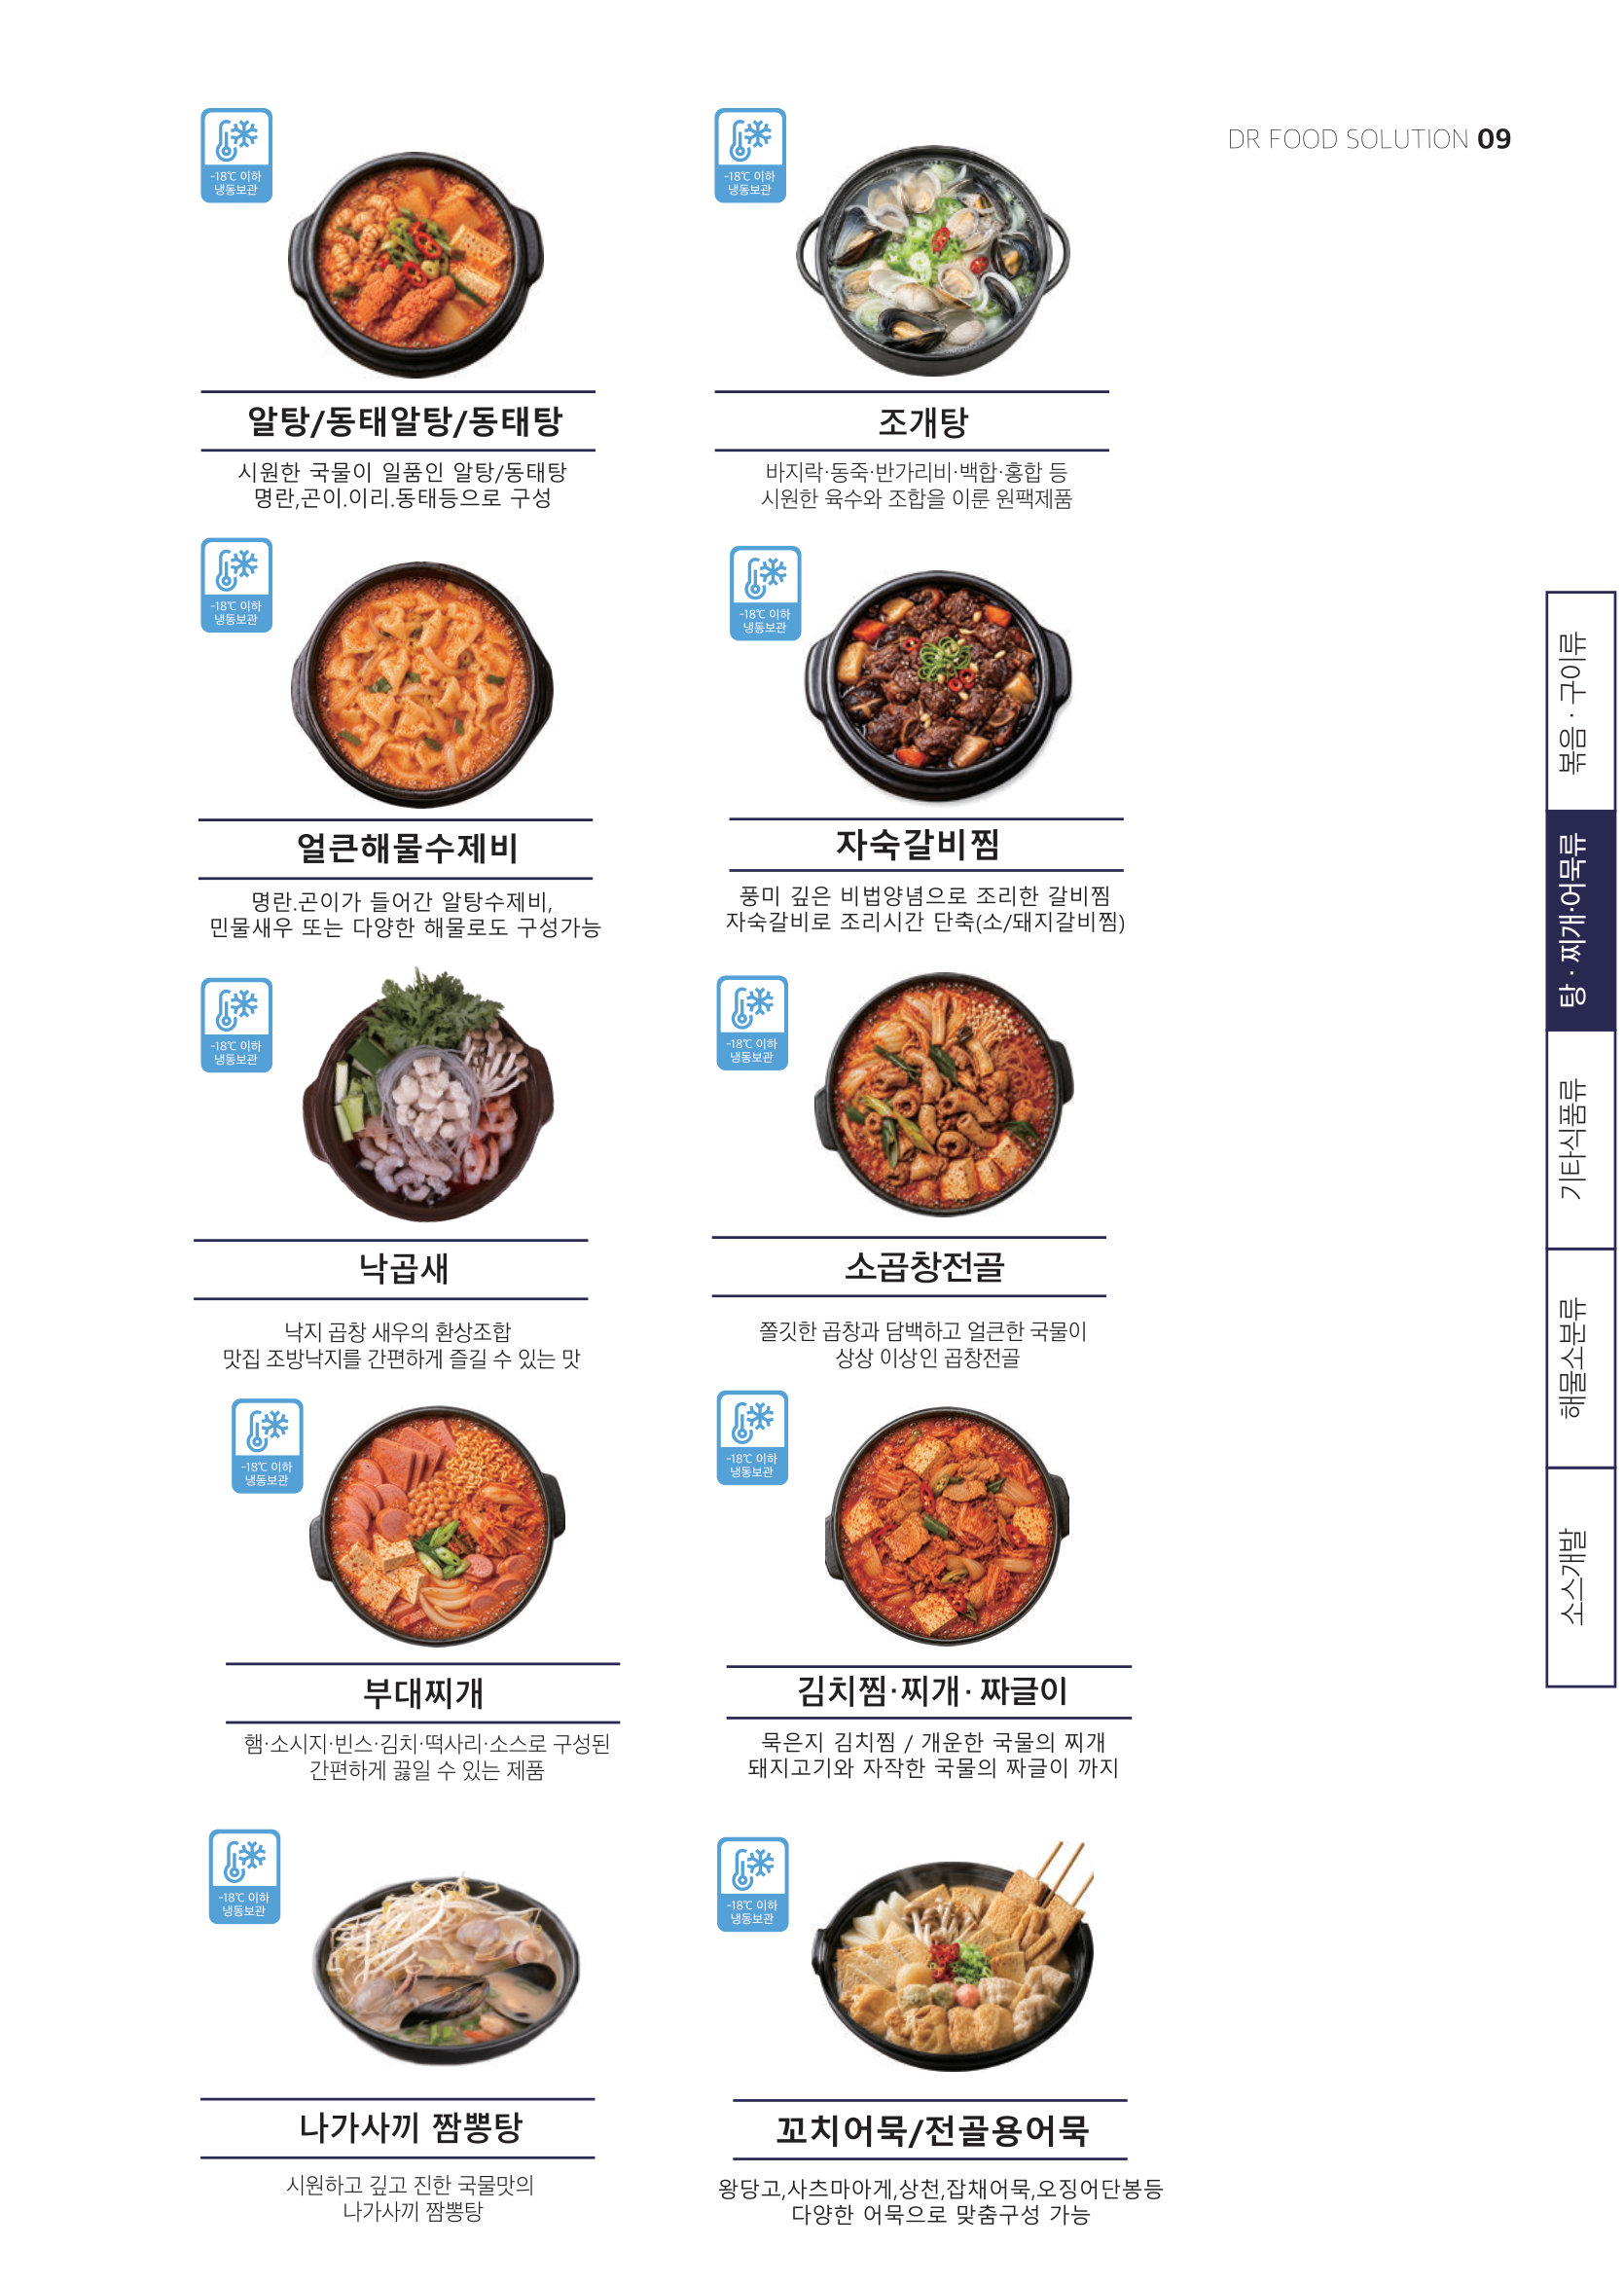 DR FOOD SOLUTION 09
-18℃ 이하
냉동보관
알탕/동태알탕/동태탕
시원한 국물이 일품인 알탕/동태탕
명란,곤이.이리.동태등으로 구성
-18℃ 이하
냉동보관
조개탕
바지락·동죽·반가리비·백합·홍합 등
시원한 육수와 조합을 이룬 원팩제품
-18℃ 이하
냉동보관
얼큰해물수제비
명란.곤이가 들어간 알탕수제비,
민물새우 또는 다양한 해물로도 구성가능
-18℃ 이하
냉동보관
자숙갈비찜
풍미 깊은 비법양념으로 조리한 갈비찜
자숙갈비로 조리시간 단축(소/돼지갈비찜)
-18℃ 이하
냉동보관
낙곱새
낙지 곱창 새우의 환상조합
맛집 조방낙지를 간편하게 즐길 수 있는 맛
-18℃ 이하
냉동보관
소곱창전골
쫄깃한 곱창과 담백하고 얼큰한 국물이
상상 이상인 곱창전골
-18℃ 이하
냉동보관
부대찌개
햄·소시지·빈스·김치·떡사리·소스로 구성된
간편하게 끓일 수 있는 제품
-18℃ 이하
냉동보관
김치찜·찌개· 짜글이
묵은지 김치찜 / 개운한 국물의 찌개
돼지고기와 자작한 국물의 짜글이 까지
-18℃ 이하
냉동보관
나가사끼 짬뽕탕
시원하고 깊고 진한 국물맛의
나가사끼 짬뽕탕
-18℃ 이하
냉동보관
꼬치어묵/전골용어묵
왕당고,사츠마아게,상천,잡채어묵,오징어단봉등
다양한 어묵으로 맞춤구성 가능
볶음 · 구이류
탕 · 찌개·어묵류
기타식품류
해물소분류
소스개발